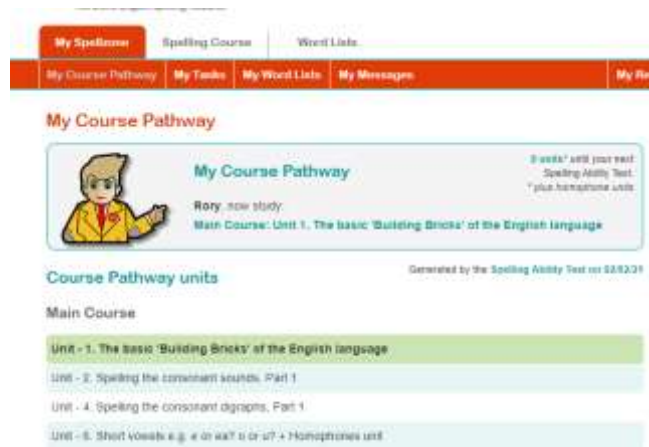 My Spellzone Spelling Course Word Lists
My Course Pathway My Tasks My Word Lists My Messages My
My Course Pathway
My Course Pathway
units* until your next
Spelling Ability Test.
* plus homophone units
Rory, now study:
Main Course: Unit 1. The basic 'Building Bricks' of the English language
Course Pathway units
Generated by the Spelling Ability Test on
Main Course
Unit - 1. The basic 'Building Bricks' of the English language
Unit - 2. Spelling the consonant sounds, Part 1
Unit - 4. Spelling the consonant digraphs, Part 1
Short vowels e.g. e or ea? o or u? + Homophones unit